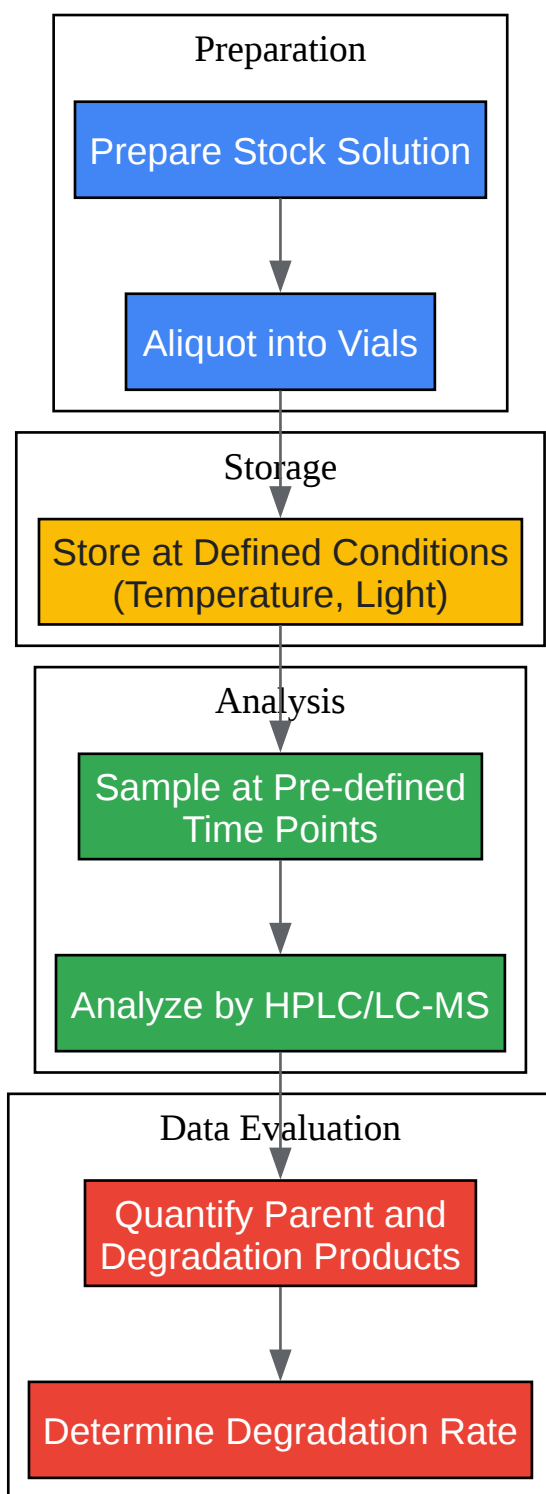 Preparation
Prepare Stock Solution
Aliquot into Vials
Storage
Store at Defined Conditions
(Temperature, Light)
Analysis
Sample at Pre-defined
Time Points
Analyze by HPLC/LC-MS
Data Evaluation
Quantify Parent and
Degradation Products
Determine Degradation Rate